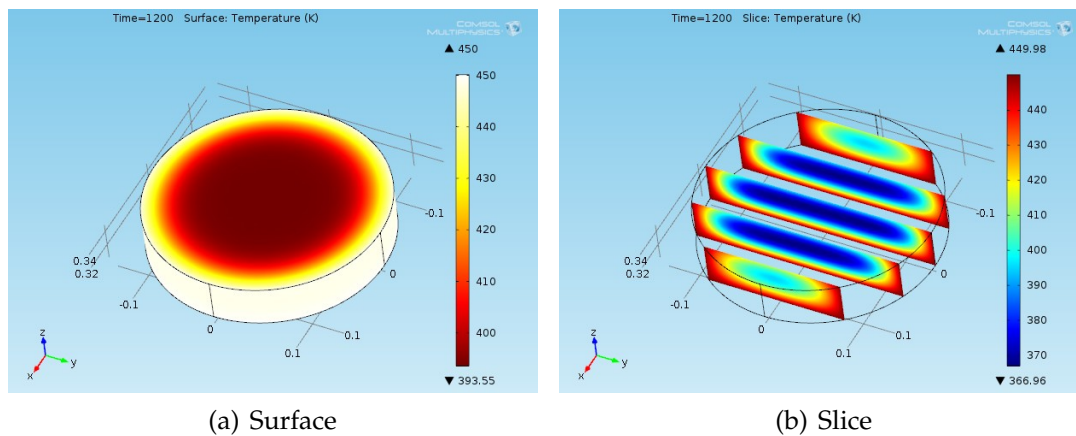 Time=1200 Surface: Temperature (K)
COMSOL
MULTIPHYSICS
▲ 450
450
440
430
420
410
400
▼ 393.55
-0.1
0
0.1
0.34
0.32
-0.1
0
0.1
z
y
x
(a) Surface
Time=1200 Slice: Temperature (K)
COMSOL
MULTIPHYSICS
▲ 449.98
440
430
420
410
400
390
380
370
▼ 366.96
-0.1
0
0.1
0.34
0.32
-0.1
0
0.1
z
y
x
(b) Slice